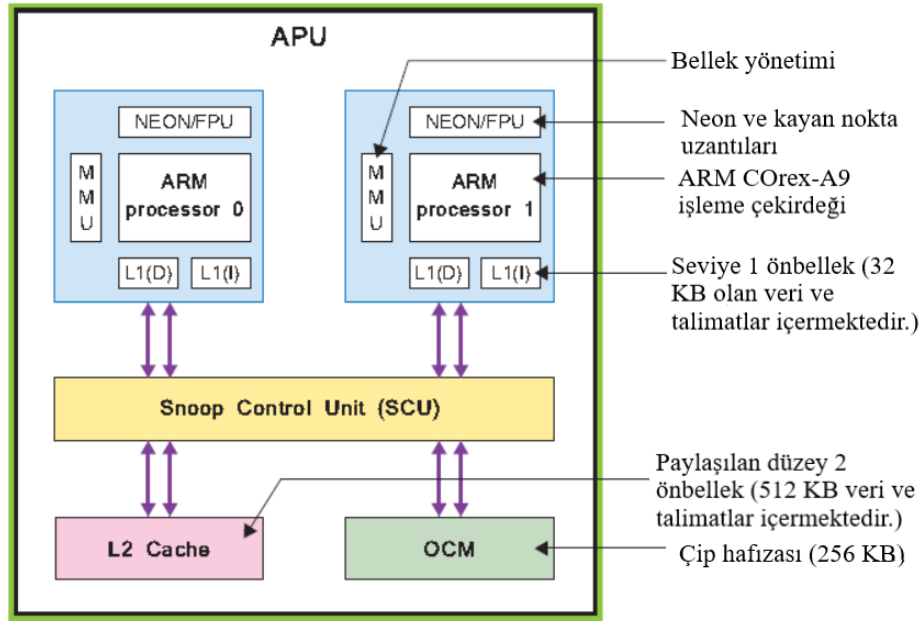 APU
Bellek yönetimi
NEON/FPU
NEON/FPU
Neon ve kayan nokta
uzantıları
M
M
U
ARM
processor 0
M
M
U
ARM
processor 1
ARM COrex-A9
işleme çekirdeği
L1(D)
L1(I)
L1(D)
L1(I)
Seviye 1 önbellek (32
KB olan veri ve
talimatlar içermektedir.)
Snoop Control Unit (SCU)
Paylaşılan düzey 2
önbellek (512 KB veri ve
talimatlar içermektedir.)
L2 Cache
OCM
Çip hafızası (256 KB)